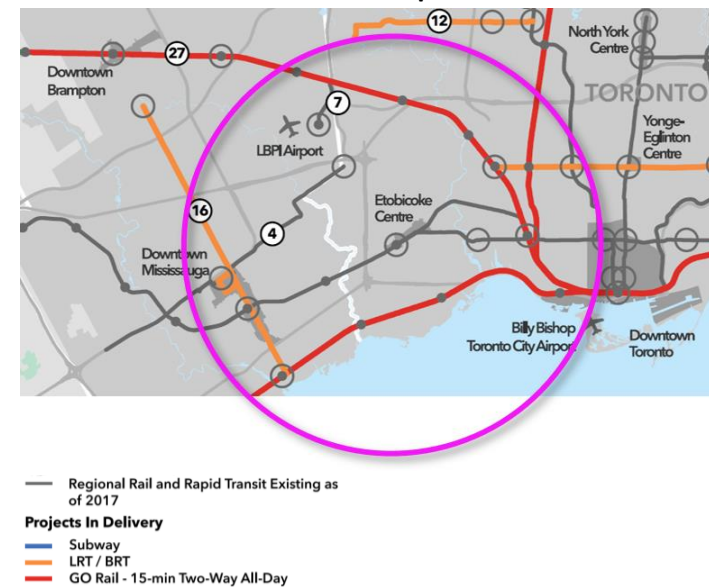 12
North York
Centre
27
Downtown
Brampton
7
TORONTO
LBPI Airport
Yonge-
Eglinton
Centre
16
Etobicoke
Centre
4
Downtown
Mississauga
Billy Bishop
Toronto City Airport
Downtown
Toronto
Regional Rail and Rapid Transit Existing as
of 2017
Projects In Delivery
Subway
LRT / BRT
GO Rail - 15-min Two-Way All-Day